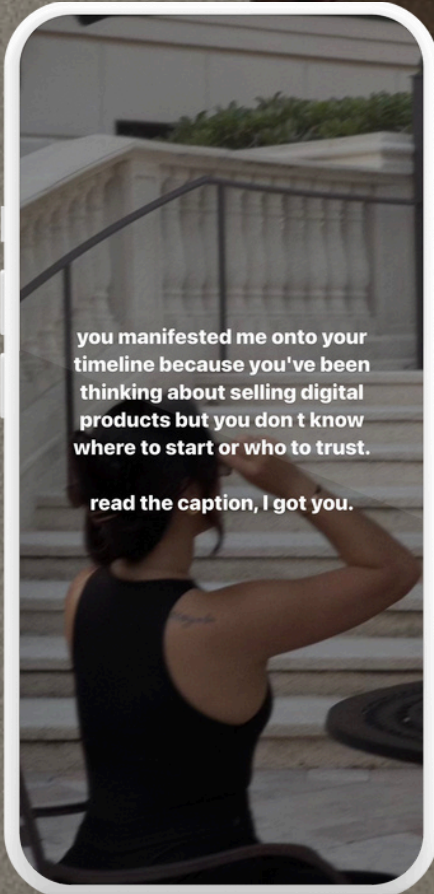 you manifested me onto your
timeline because you've been
thinking about selling digital
products but you don t know
where to start or who to trust.
read the caption, I got you.